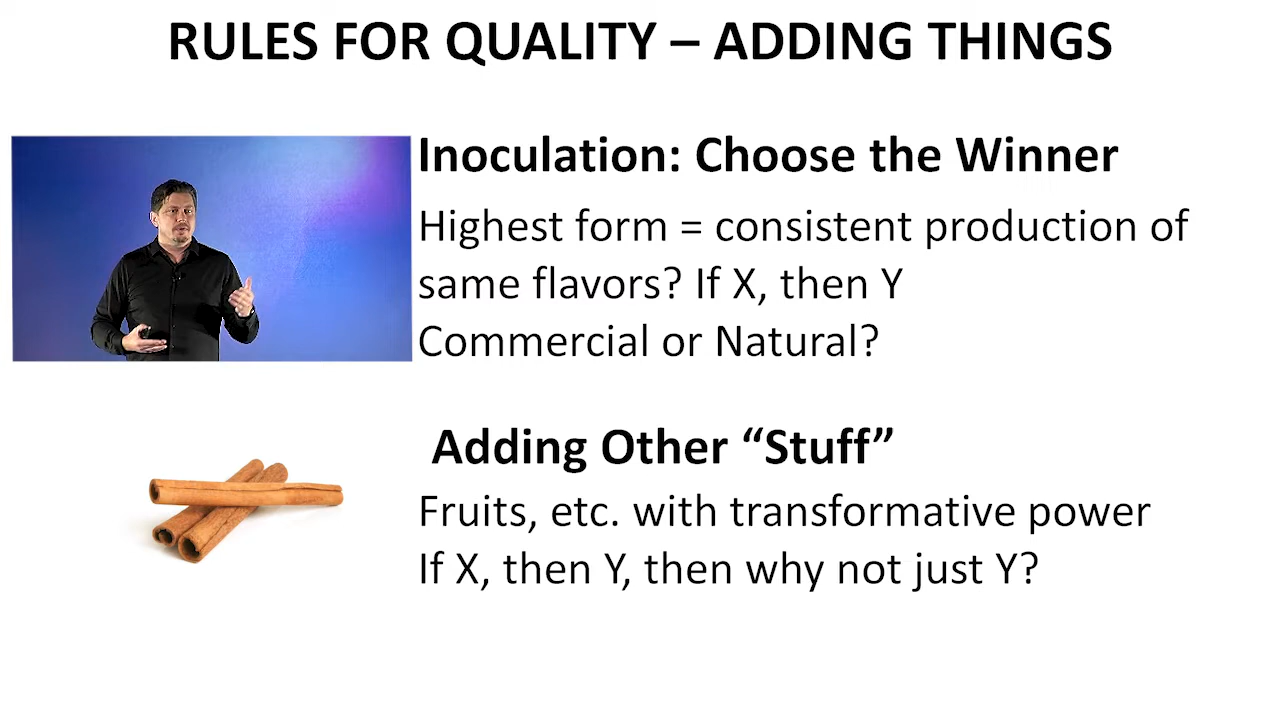 RULES FOR QUALITY – ADDING THINGS
Inoculation: Choose the Winner
Highest form = consistent production of
same flavors? If X, then Y
Commercial or Natural?
Adding Other “Stuff”
Fruits, etc. with transformative power
If X, then Y, then why not just Y?